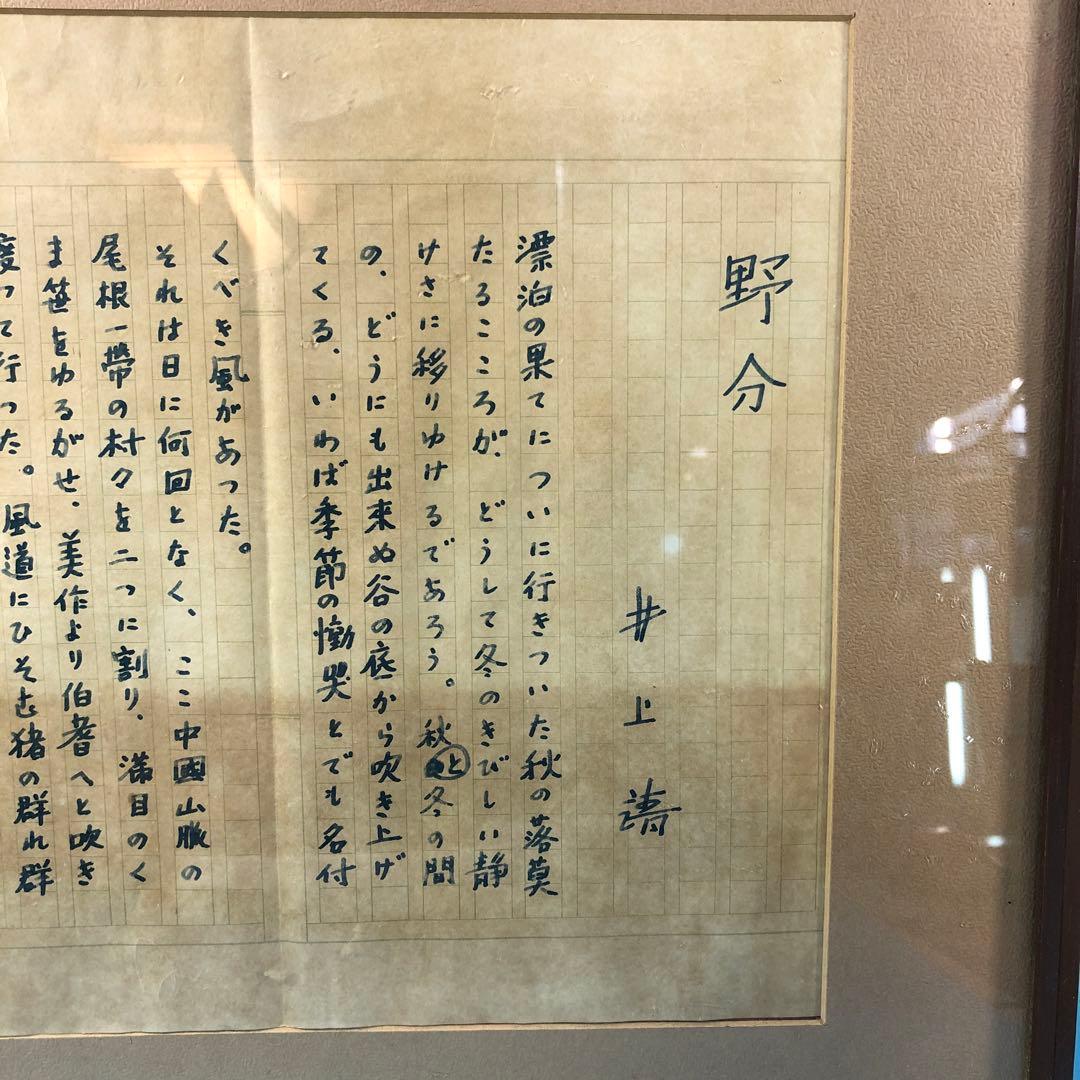 野分
井上靖
漂泊の果てについに行きついた秋の落莫
たるこころが、どうして冬のきびしい静
けさに移りゆけるであろう。秋と冬の間
の、どうにも出来ぬ谷の底から吹き上げ
てくる、いわば季節の慟哭とでも名付
くべき風があった。
それは日に何回となく、ここ中國山脈の
尾根一帶の村々を二つに割り、満目のく
ま笹をゆるがせ、美作より伯耆へと吹き
度って行った。風道にひそむ猪の群れ群